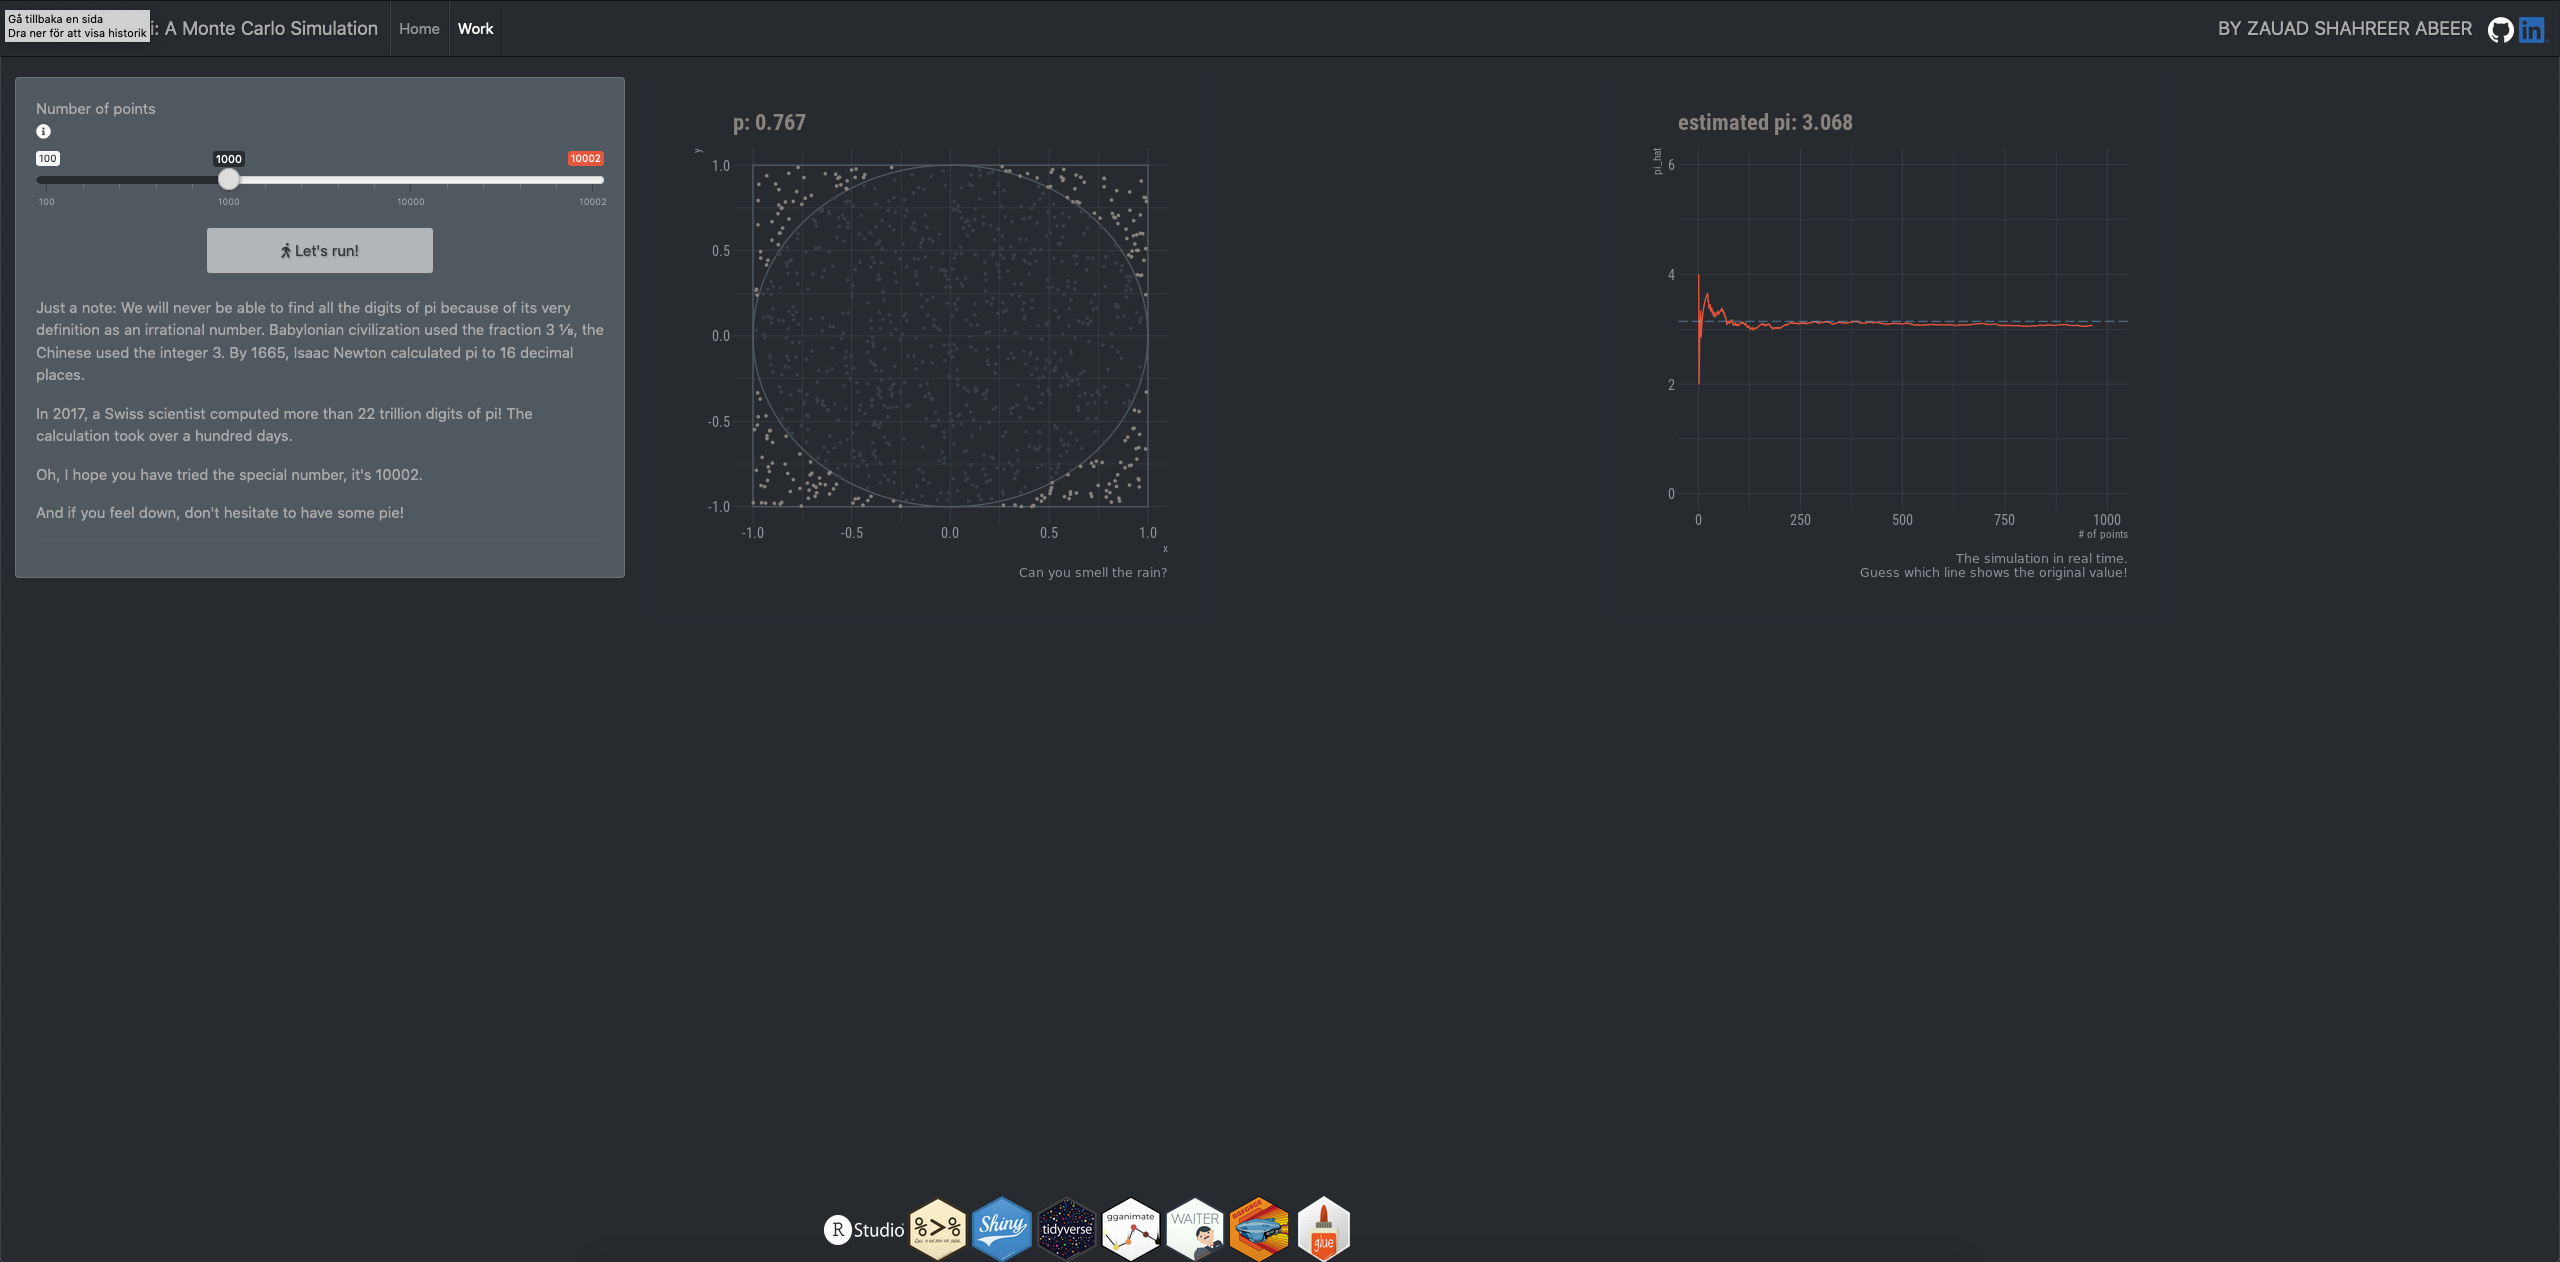 Gå tillbaka en sida
Dra ner för att visa historik
i: A Monte Carlo Simulation
Home
Work
BY ZAUAD SHAHREER ABEER
Number of points
100
1000
10002
100
1000
10000
10002
Let's run!
Just a note: We will never be able to find all the digits of pi because of its very
definition as an irrational number. Babylonian civilization used the fraction 3 ⅛, the
Chinese used the integer 3. By 1665, Isaac Newton calculated pi to 16 decimal
places.
In 2017, a Swiss scientist computed more than 22 trillion digits of pi! The
calculation took over a hundred days.
Oh, I hope you have tried the special number, it's 10002.
And if you feel down, don't hesitate to have some pie!
p: 0.767
y
1.0
0.5
0.0
-0.5
-1.0
-1.0
-0.5
0.0
0.5
1.0
x
Can you smell the rain?
estimated pi: 3.068
pi_hat
6
4
2
0
0
250
500
750
1000
# of points
The simulation in real time.
Guess which line shows the original value!
R Studio
%>%
Shiny
tidyverse
gganimate
WAITER
GGFORCE
glue